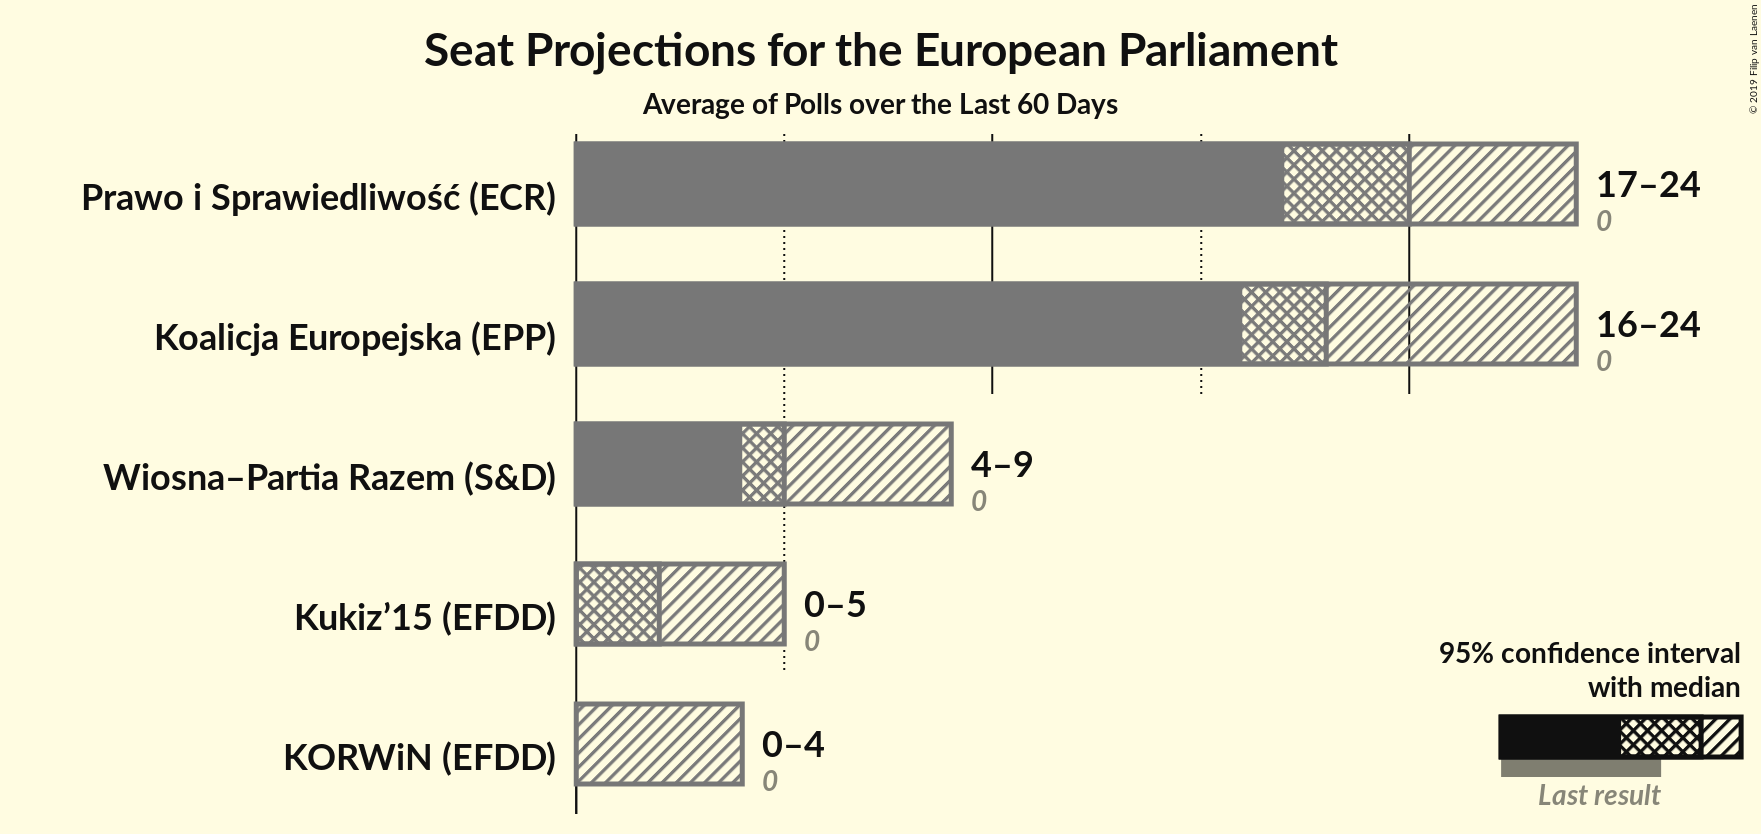 Seat Projections for the European Parliament
Average of Polls over the Last 60 Days
© 2019 Filip van Laenen
Prawo i Sprawiedliwość (ECR)
17–24
0
Koalicja Europejska (EPP)
16–24
0
Wiosna–Partia Razem (S&D)
4–9
0
Kukiz’15 (EFDD)
0–5
0
KORWiN (EFDD)
0–4
0
95% confidence interval
with median
Last result